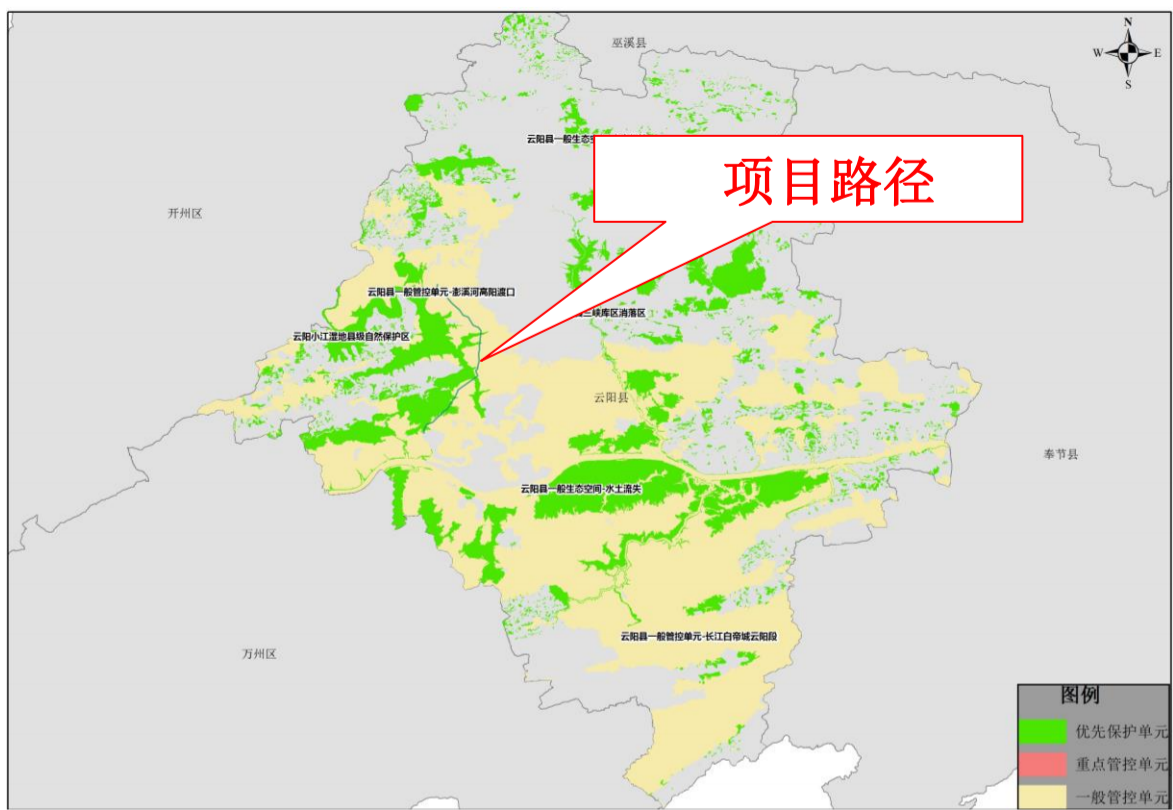 N
巫溪县
W
E
S
云阳县一般生态空
项目路径
开州区
云阳县一般管控单元-澎溪河高阳渡口
三峡库区消落区
云阳小江湿地县级自然保护区
云阳县
奉节县
云阳县一般生态空间-水土流失
云阳县一般管控单元-长江白帝城云阳段
万州区
图例
优先保护单元
重点管控单元
一般管控单元